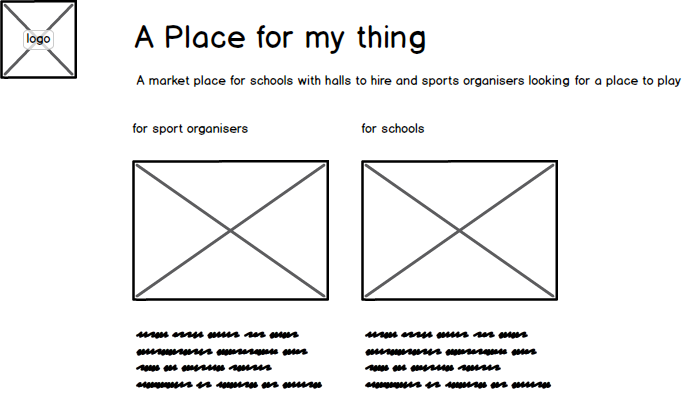 logo
A Place for my thing
A market place for schools with halls to hire and sports organisers looking for a place to play
for sport organisers
for schools